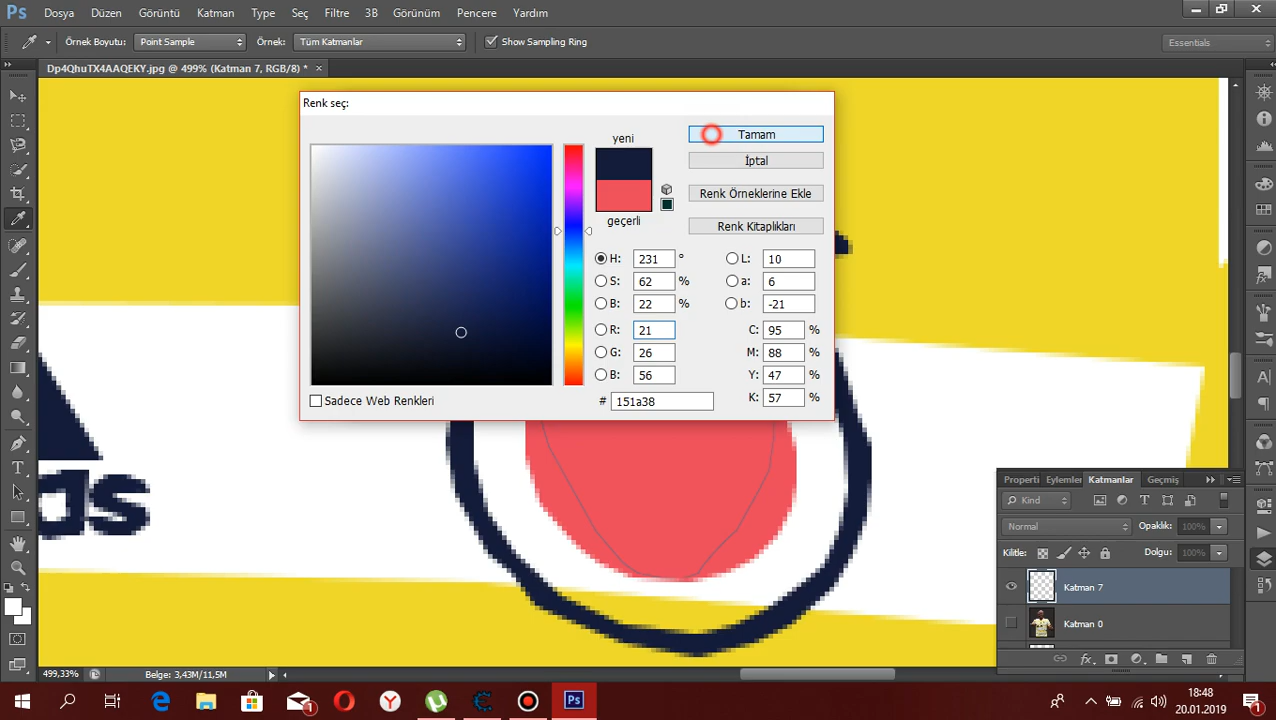 Ps Dosya Düzen Görüntü Katman Type Seç Filtre 3B Görünüm Pencere Yardım
Örnek Boyutu: Point Sample Örnek: Tüm Katmanlar Show Sampling Ring Essentials
Dp4QhuTX4AAQEKY.jpg @ 499% (Katman 7, RGB/8) *
Renk seç:
yeni
geçerli
Tamam
İptal
Renk Örneklerine Ekle
Renk Kitaplıkları
H: 231 °
S: 62 %
B: 22 %
R: 21
G: 26
B: 56
L: 10
a: 6
b: -21
C: 95 %
M: 88 %
Y: 47 %
K: 57 %
Sadece Web Renkleri
# 151a38
as
Properti Eylemler Katmanlar Geçmiş
Kind
Normal Opaklık: 100%
Kilitle: Dolgu: 100%
Katman 7
Katman 0
499,33% Belge: 3,43M/11,5M
1
Ps
18:48
20.01.2019
1